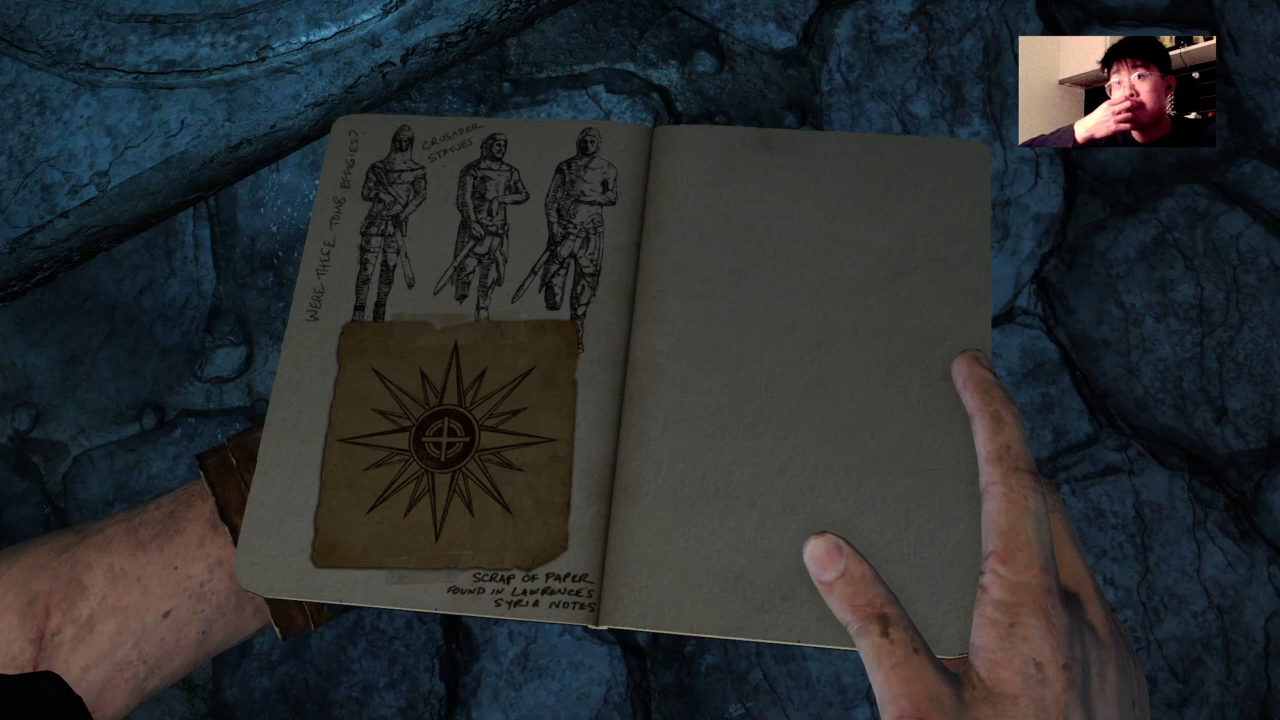 WERE THESE TOMB EFFIGIES?
CRUSADER
STATUES
SCRAP OF PAPER
FOUND IN LAWRENCE'S
SYRIA NOTES